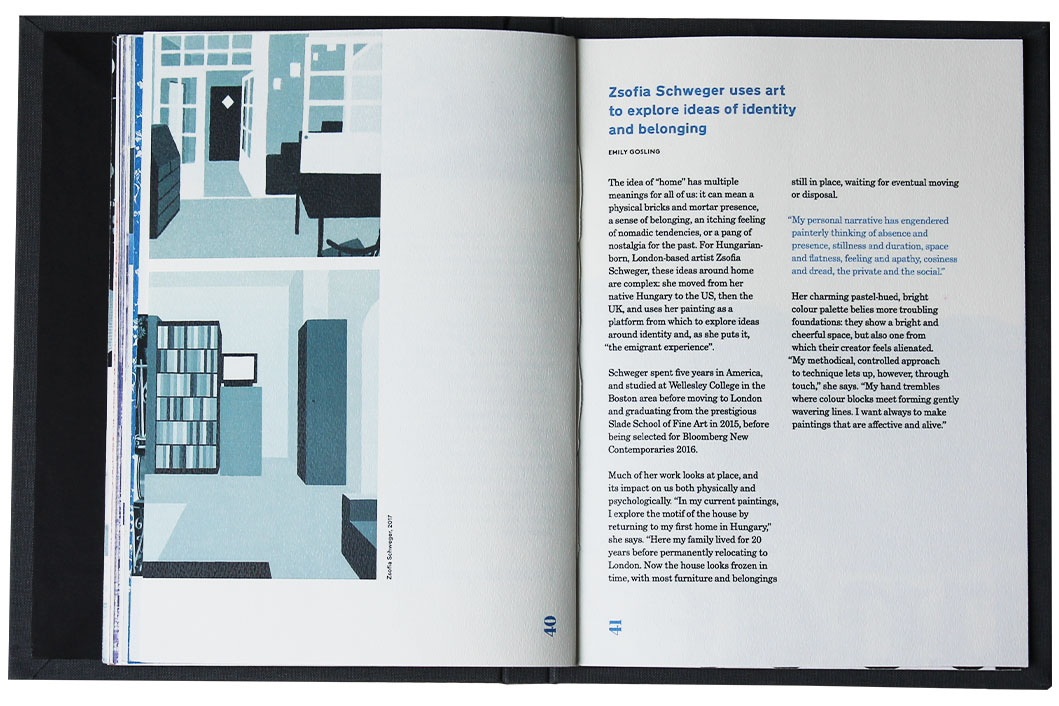 Zsofia Schweger, 2017
40
Zsofia Schweger uses art
to explore ideas of identity
and belonging
EMILY GOSLING
The idea of “home” has multiple
meanings for all of us: it can mean a
physical bricks and mortar presence,
a sense of belonging, an itching feeling
of nomadic tendencies, or a pang of
nostalgia for the past. For Hungarian-
born, London-based artist Zsofia
Schweger, these ideas around home
are complex: she moved from her
native Hungary to the US, then the
UK, and uses her painting as a
platform from which to explore ideas
around identity and, as she puts it,
“the emigrant experience”.
Schweger spent five years in America,
and studied at Wellesley College in the
Boston area before moving to London
and graduating from the prestigious
Slade School of Fine Art in 2015, before
being selected for Bloomberg New
Contemporaries 2016.
Much of her work looks at place, and
its impact on us both physically and
psychologically. “In my current paintings,
I explore the motif of the house by
returning to my first home in Hungary,”
she says. “Here my family lived for 20
years before permanently relocating to
London. Now the house looks frozen in
time, with most furniture and belongings
still in place, waiting for eventual moving
or disposal.
“My personal narrative has engendered
painterly thinking of absence and
presence, stillness and duration, space
and flatness, feeling and apathy, cosiness
and dread, the private and the social.”
Her charming pastel-hued, bright
colour palette belies more troubling
foundations: they show a bright and
cheerful space, but also one from
which their creator feels alienated.
“My methodical, controlled approach
to technique lets up, however, through
touch,” she says. “My hand trembles
where colour blocks meet forming gently
wavering lines. I want always to make
paintings that are affective and alive.”
41